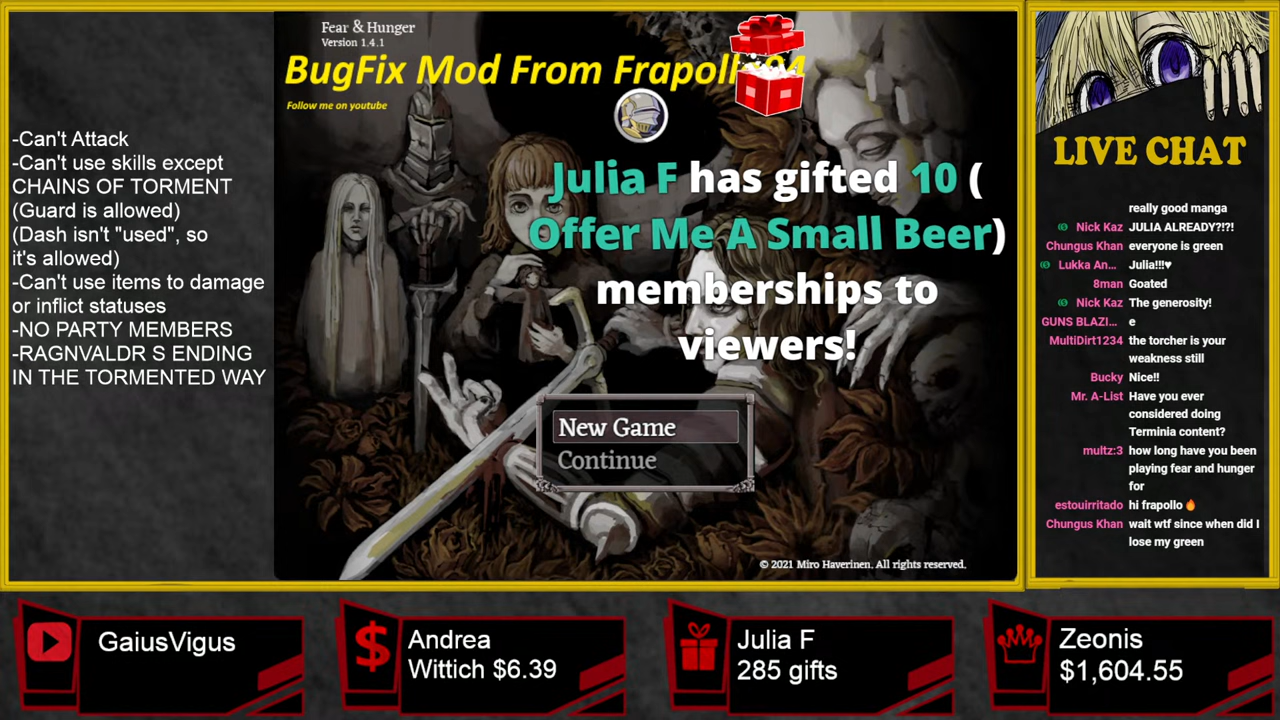 -Can't Attack
-Can't use skills except
CHAINS OF TORMENT
(Guard is allowed)
(Dash isn't "used", so
it's allowed)
-Can't use items to damage
or inflict statuses
-NO PARTY MEMBERS
-RAGNVALDR S ENDING
IN THE TORMENTED WAY
Fear & Hunger
Version 1.4.1
BugFix Mod From
Follow me on youtube
Julia F has gifted 10 (
Offer Me A Small Beer)
memberships to
viewers!
New Game
Continue
© 2021 Miro Haverinen. All rights reserved.
LIVE CHAT
really good manga
Nick Kaz JULIA ALREADY?!?!
Chungus Khan everyone is green
Lukka An... Julia!!!♥
8man Goated
Nick Kaz The generosity!
GUNS BLAZI... e
MultiDirt1234 the torcher is your
weakness still
Bucky Nice!!
Mr. A-List Have you ever
considered doing
Terminia content?
multz:3 how long have you been
playing fear and hunger
for
estouirritado hi frapollo 🔥
Chungus Khan wait wtf since when did I
lose my green
GaiusVigus
Andrea
Wittich $6.39
Julia F
285 gifts
Zeonis
$1,604.55